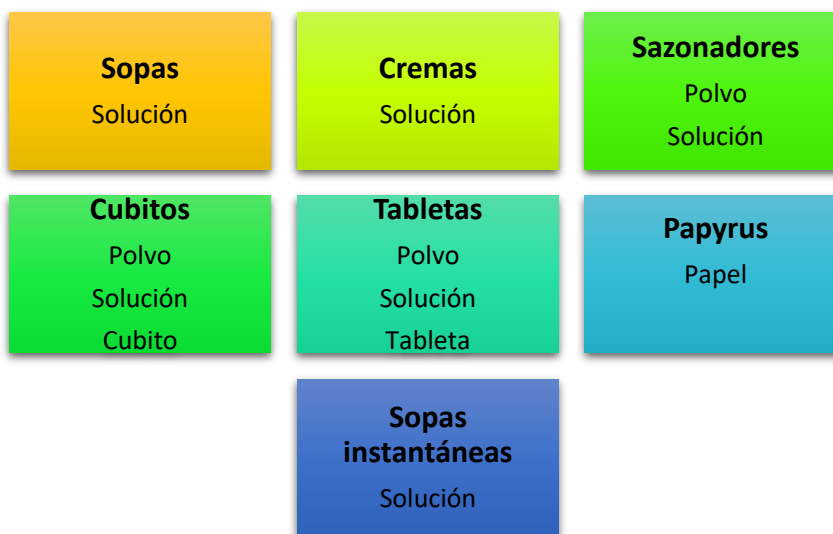 Sopas
Solución
Cremas
Solución
Sazonadores
Polvo
Solución
Cubitos
Polvo
Solución
Cubito
Tabletas
Polvo
Solución
Tableta
Papyrus
Papel
Sopas
instantáneas
Solución